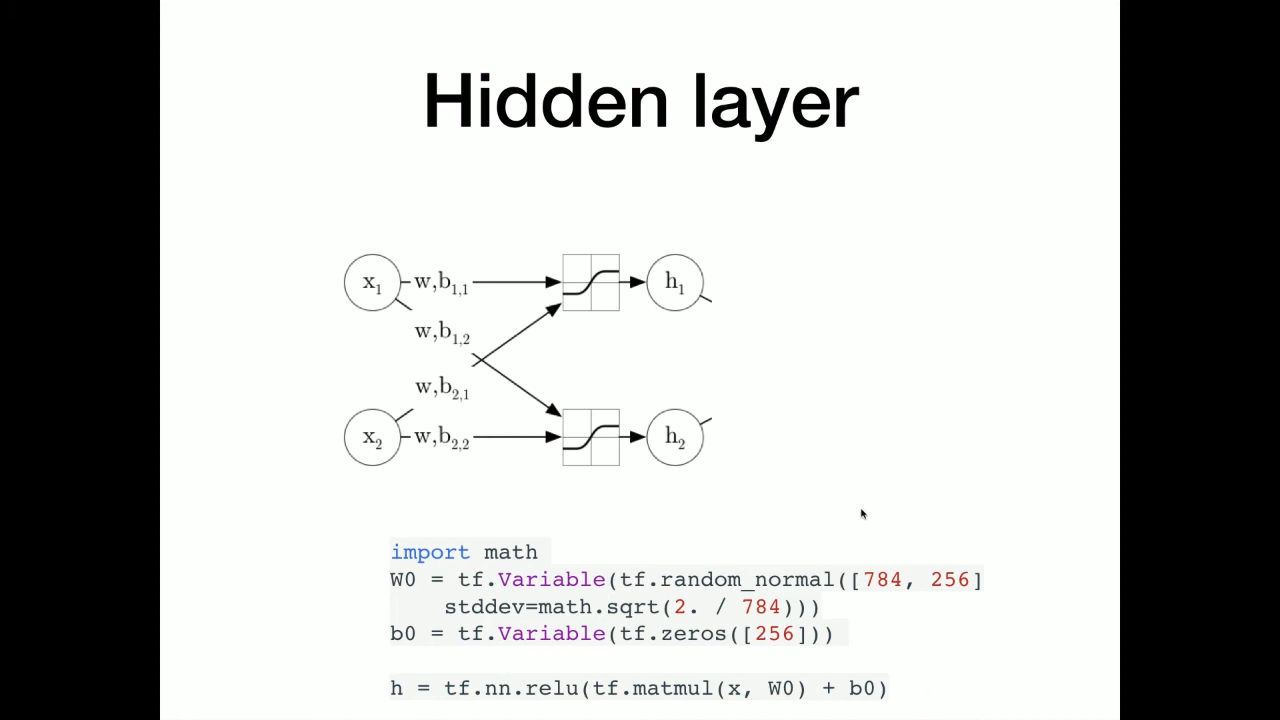 Hidden layer
x1 w,b1,1 h1
w,b1,2
w,b2,1
x2 w,b2,2 h2
import math
W0 = tf.Variable(tf.random_normal([784, 256]
stddev=math.sqrt(2. / 784)))
b0 = tf.Variable(tf.zeros([256]))
h = tf.nn.relu(tf.matmul(x, W0) + b0)